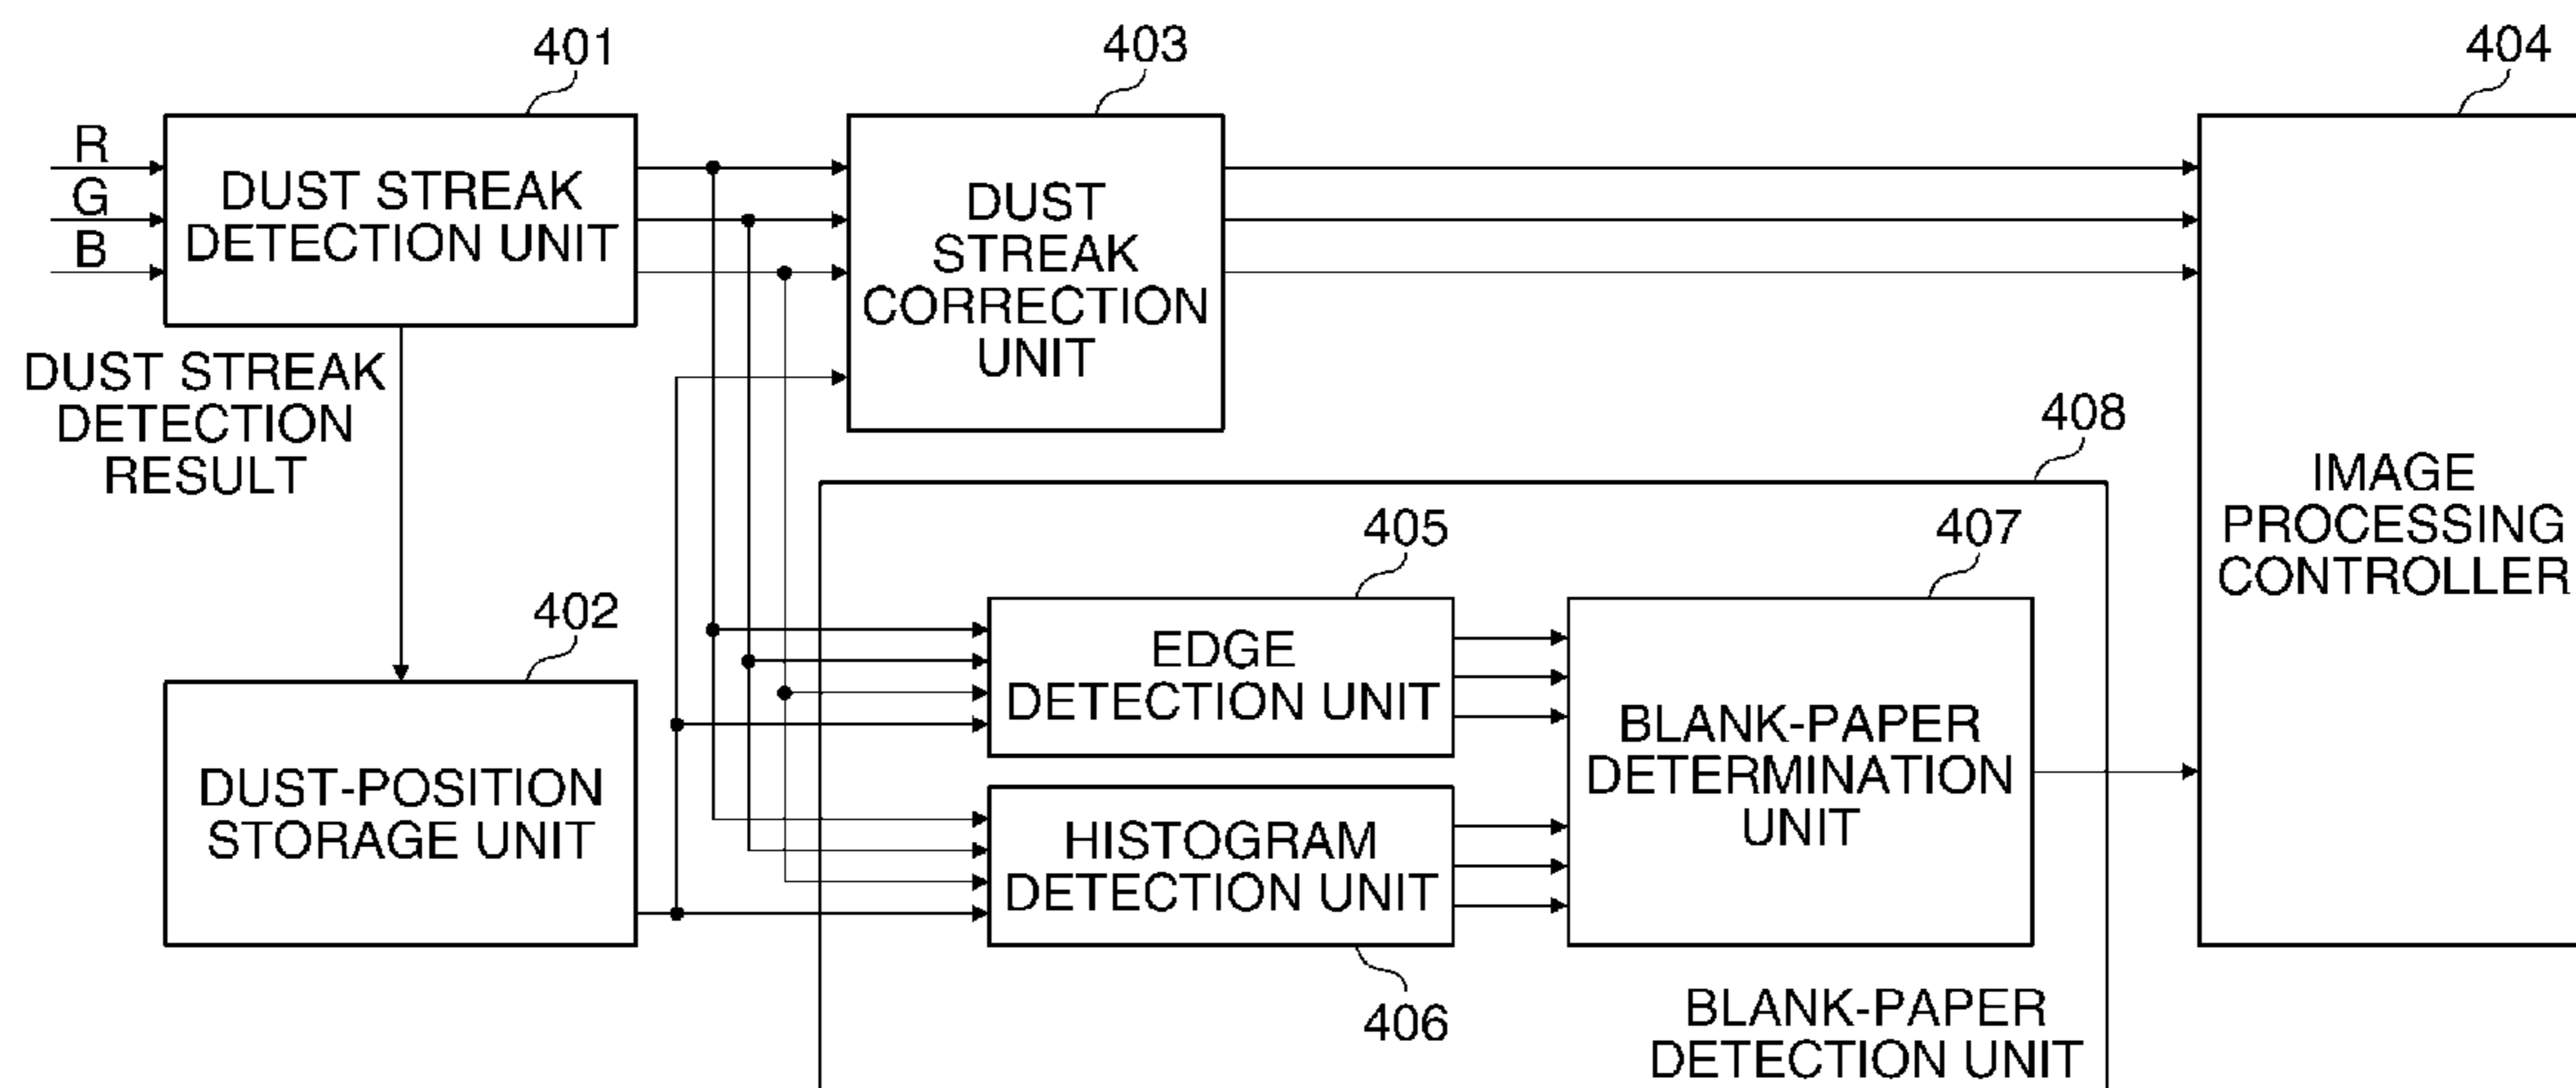 401
403
404
R
G
B
DUST STREAK
DETECTION UNIT
DUST
STREAK
CORRECTION
UNIT
DUST STREAK
DETECTION
RESULT
408
IMAGE
PROCESSING
CONTROLLER
405
407
402
EDGE
DETECTION UNIT
BLANK-PAPER
DETERMINATION
UNIT
DUST-POSITION
STORAGE UNIT
HISTOGRAM
DETECTION UNIT
406
BLANK-PAPER
DETECTION UNIT